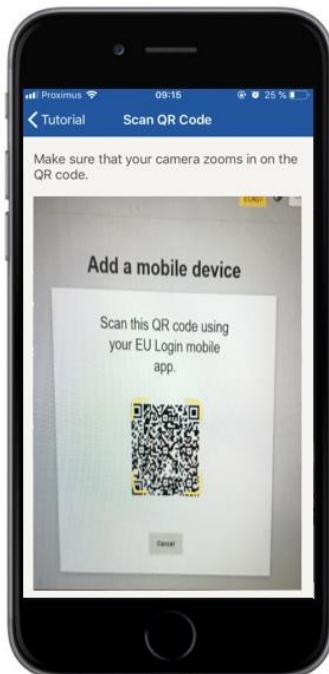 Proximus 09:15 25 %
Tutorial Scan QR Code
Make sure that your camera zooms in on the
QR code.
Add a mobile device
Scan this QR code using
your EU Login mobile
app.
Cancel